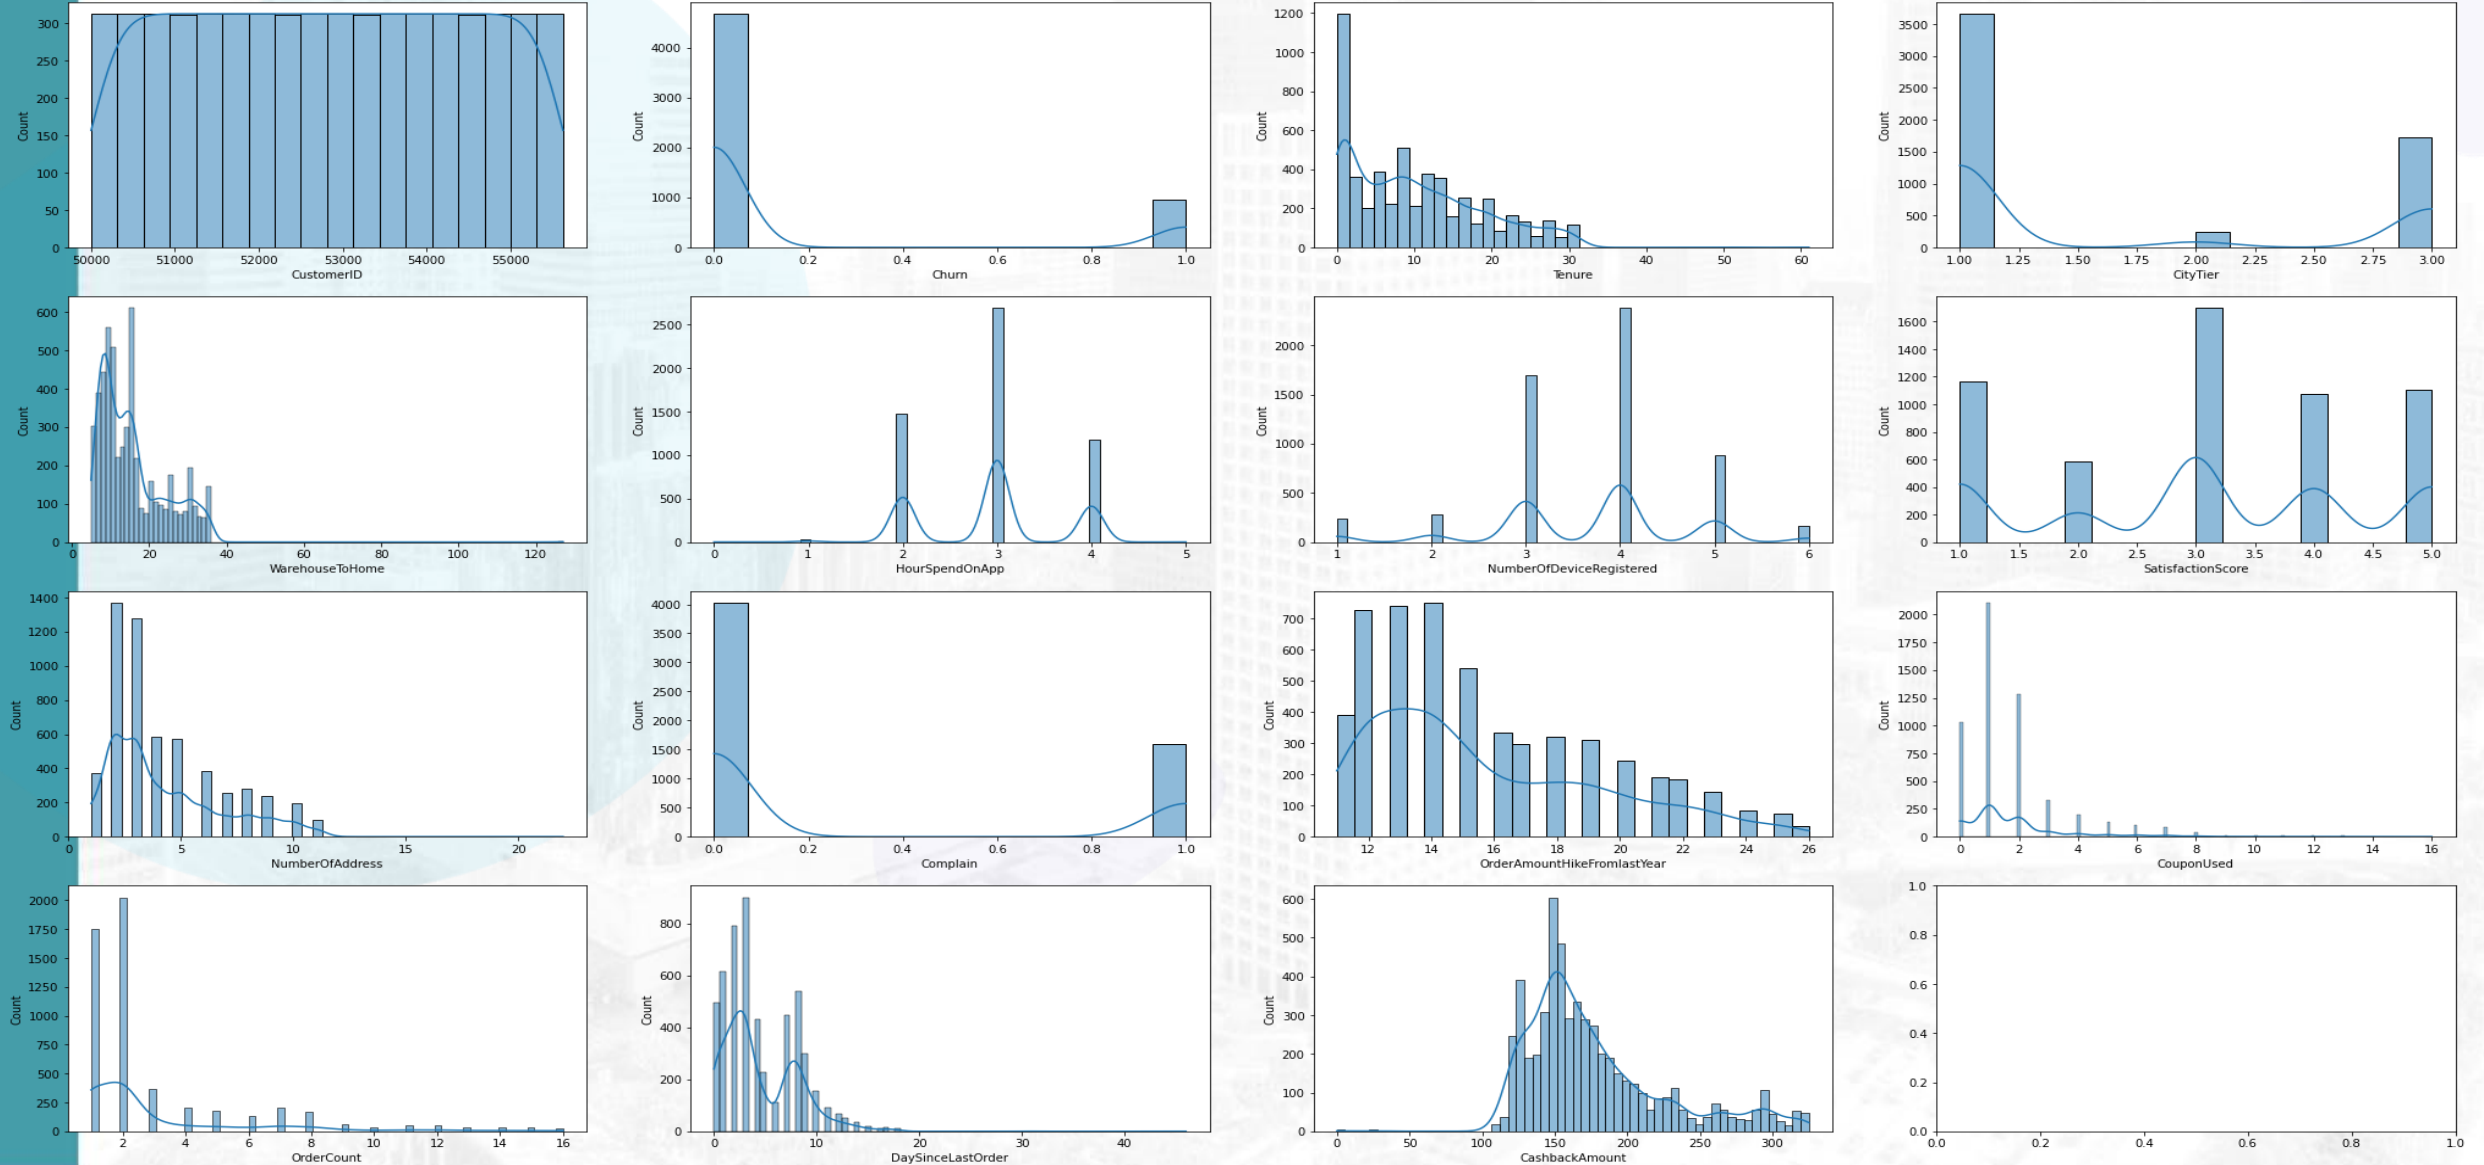 300
250
200
150
100
50
0
Count
50000 51000 52000 53000 54000 55000
CustomerID
4000
3000
2000
1000
0
Count
0.0 0.2 0.4 0.6 0.8 1.0
Churn
1200
1000
800
600
400
200
0
Count
0 10 20 30 40 50 60
Tenure
3500
3000
2500
2000
1500
1000
500
0
Count
1.00 1.25 1.50 1.75 2.00 2.25 2.50 2.75 3.00
CityTier
600
500
400
300
200
100
0
Count
0 20 40 60 80 100 120
WarehouseToHome
2500
2000
1500
1000
500
0
Count
0 1 2 3 4 5
HourSpendOnApp
2000
1500
1000
500
0
Count
1 2 3 4 5 6
NumberOfDeviceRegistered
1600
1400
1200
1000
800
600
400
200
0
Count
1.0 1.5 2.0 2.5 3.0 3.5 4.0 4.5 5.0
SatisfactionScore
1400
1200
1000
800
600
400
200
0
Count
0 5 10 15 20
NumberOfAddress
4000
3500
3000
2500
2000
1500
1000
500
0
Count
0.0 0.2 0.4 0.6 0.8 1.0
Complain
700
600
500
400
300
200
100
0
Count
12 14 16 18 20 22 24 26
OrderAmountHikeFromlastYear
2000
1750
1500
1250
1000
750
500
250
0
Count
0 2 4 6 8 10 12 14 16
CouponUsed
2000
1750
1500
1250
1000
750
500
250
0
Count
2 4 6 8 10 12 14 16
OrderCount
800
600
400
200
0
Count
0 10 20 30 40
DaySinceLastOrder
600
500
400
300
200
100
0
Count
0 50 100 150 200 250 300
CashbackAmount
1.0
0.8
0.6
0.4
0.2
0.0
0.0 0.2 0.4 0.6 0.8 1.0